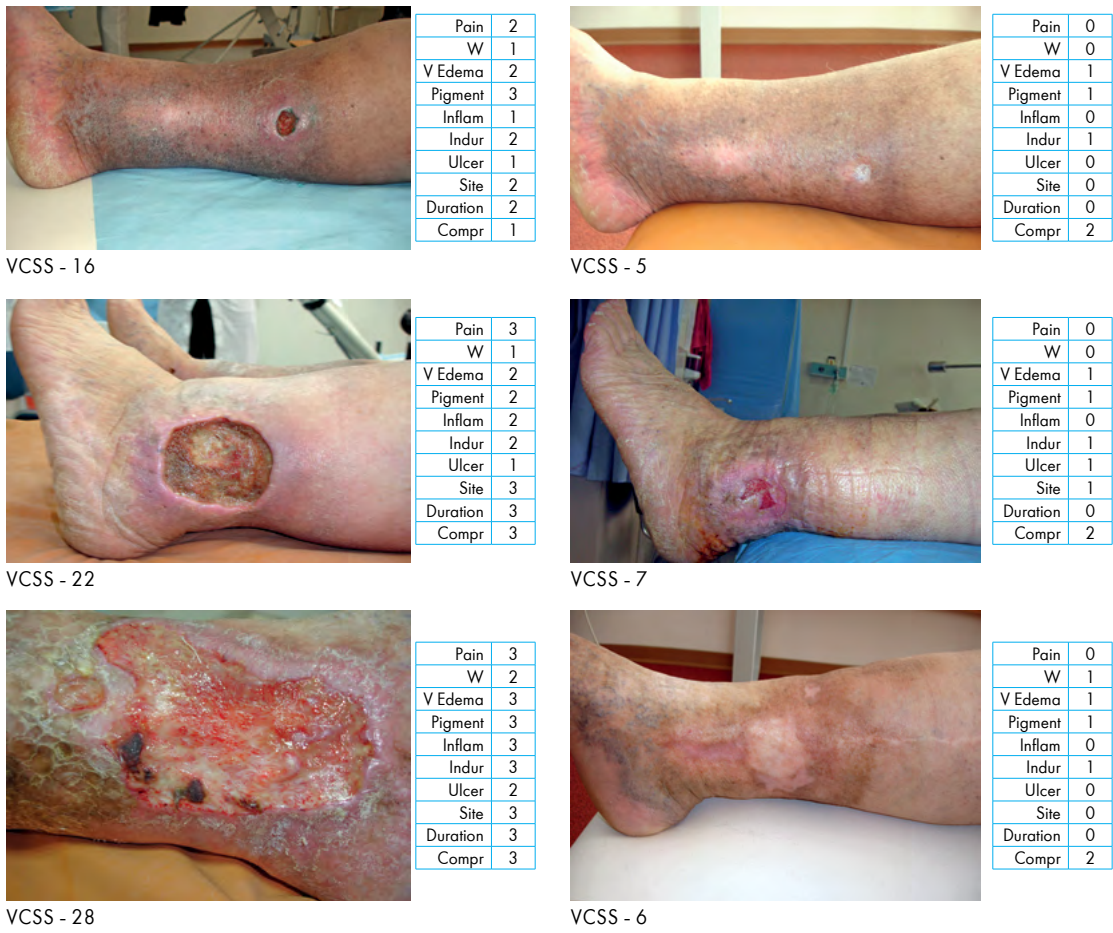 Pain 2
W 1
V Edema 2
Pigment 3
Inflam 1
Indur 2
Ulcer 1
Site 2
Duration 2
Compr 1
VCSS - 16
Pain 0
W 0
V Edema 1
Pigment 1
Inflam 0
Indur 1
Ulcer 0
Site 0
Duration 0
Compr 2
VCSS - 5
Pain 3
W 1
V Edema 2
Pigment 2
Inflam 2
Indur 2
Ulcer 1
Site 3
Duration 3
Compr 3
VCSS - 22
Pain 0
W 0
V Edema 1
Pigment 1
Inflam 0
Indur 1
Ulcer 1
Site 1
Duration 0
Compr 2
VCSS - 7
Pain 3
W 2
V Edema 3
Pigment 3
Inflam 3
Indur 3
Ulcer 2
Site 3
Duration 3
Compr 3
VCSS - 28
Pain 0
W 1
V Edema 1
Pigment 1
Inflam 0
Indur 1
Ulcer 0
Site 0
Duration 0
Compr 2
VCSS - 6